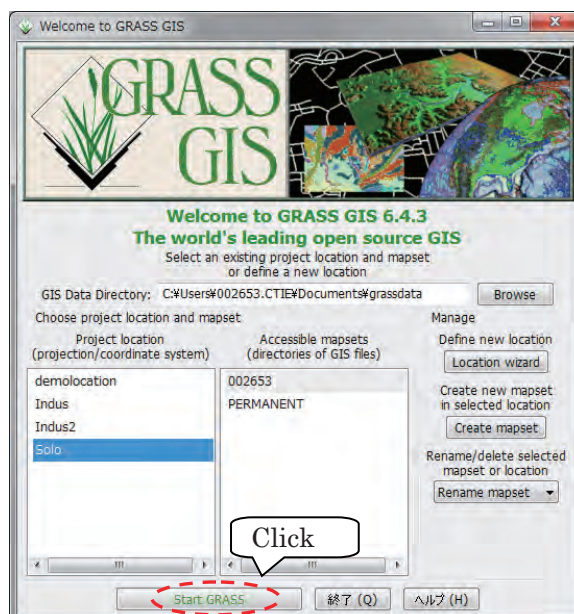 Welcome to GRASS GIS
GRASS
GIS
Welcome to GRASS GIS 6.4.3
The world's leading open source GIS
Select an existing project location and mapset
or define a new location
GIS Data Directory: C:¥Users¥002653.CTIE¥Documents¥grassdata Browse
Choose project location and mapset Manage
Project location
(projection/coordinate system)
Accessible mapsets
(directories of GIS files)
Define new location
Location wizard
demolocation
Indus
Indus2
Solo
002653
PERMANENT
Create new mapset
in selected location
Create mapset
Rename/delete selected
mapset or location
Rename mapset
Click
Start GRASS 終了 (Q) ヘルプ (H)